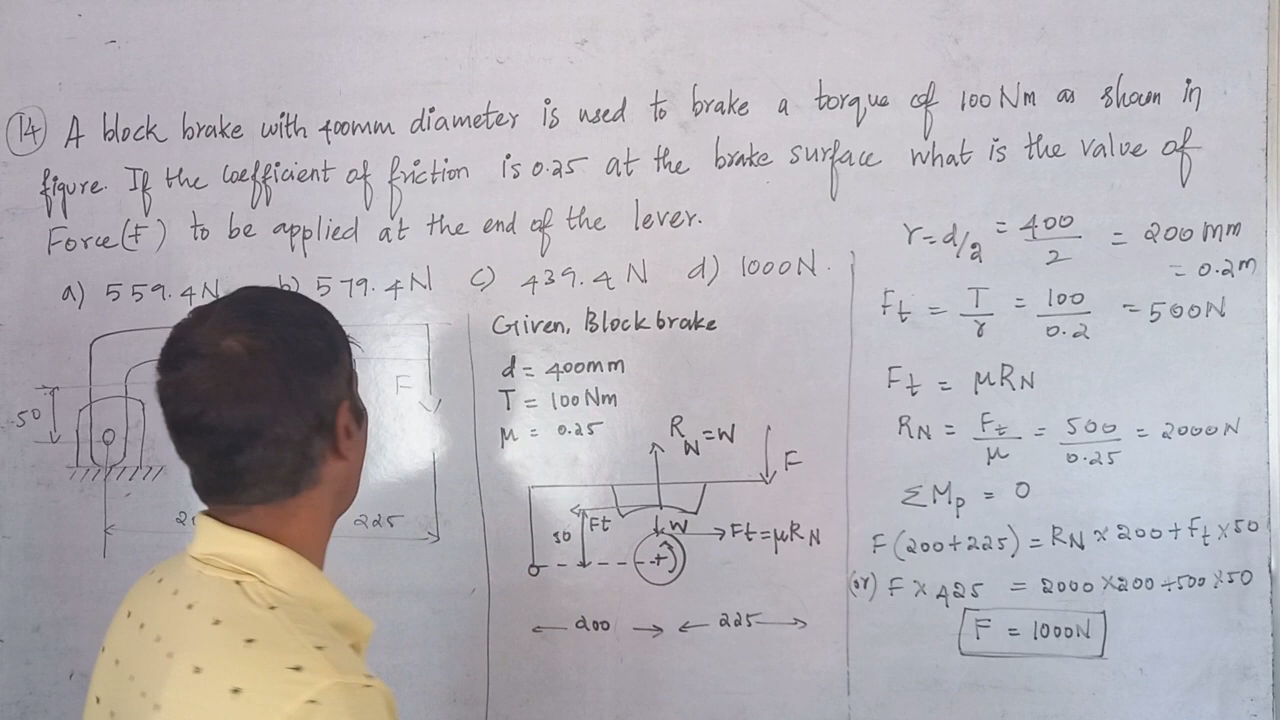 (14) A block brake with 400mm diameter is used to brake a torque of 100 Nm as shown in
figure. If the coefficient of friction is 0.25 at the brake surface what is the value of
Force(F) to be applied at the end of the lever.
a) 559.4N b) 579.4N c) 439.4N d) 1000N.
50
F
225
Given, Block brake
d = 400mm
T = 100Nm
μ = 0.25
R_N = W
F
50
Ft
W
Ft = μRN
200
225
r = d/2 = 400/2 = 200mm
= 0.2m
Ft = T/r = 100/0.2 = 500N
Ft = μRN
RN = Ft/μ = 500/0.25 = 2000N
ΣMp = 0
F(200+225) = RN × 200 + Ft × 50
(or) F × 425 = 2000 × 200 + 500 × 50
F = 1000N